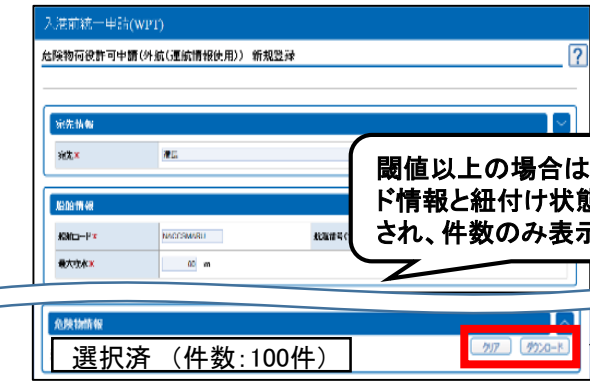 入港前統一申請(WPT)
危険物荷役許可申請(外航(運航情報使用)) 新規登録
?
宛先情報
宛先×
閾値以上の場合は
ド情報と紐付け状態
され、件数のみ表示
船舶情報
船舶コード×
最大喫水× 00 m
危険物情報
選択済 （件数:100件）
クリア ダウンロード